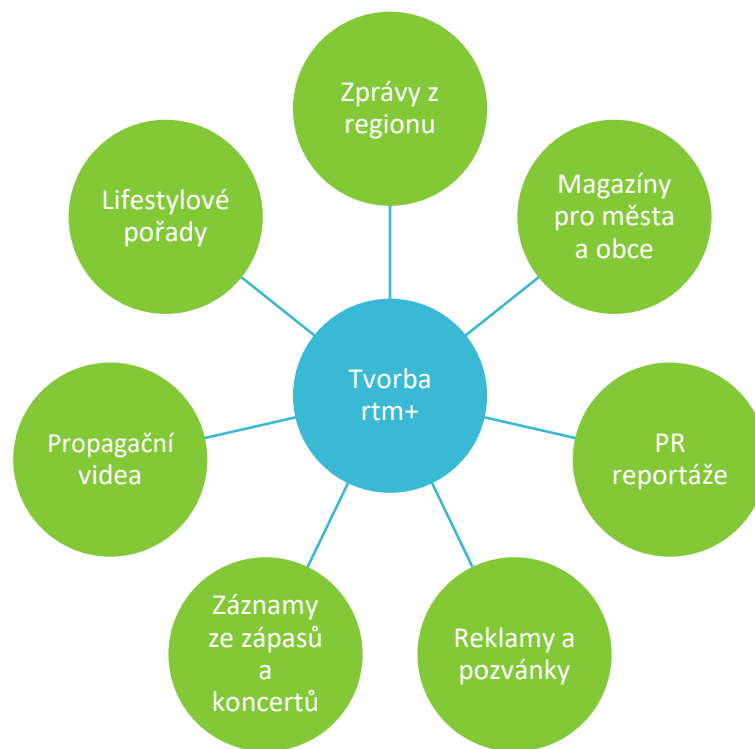 Zprávy z
regionu
Magazíny
pro města
a obce
PR
reportáže
Reklamy a
pozvánky
Záznamy
ze zápasů
a
koncertů
Propagační
videa
Lifestylové
pořady
Tvorba
rtm+